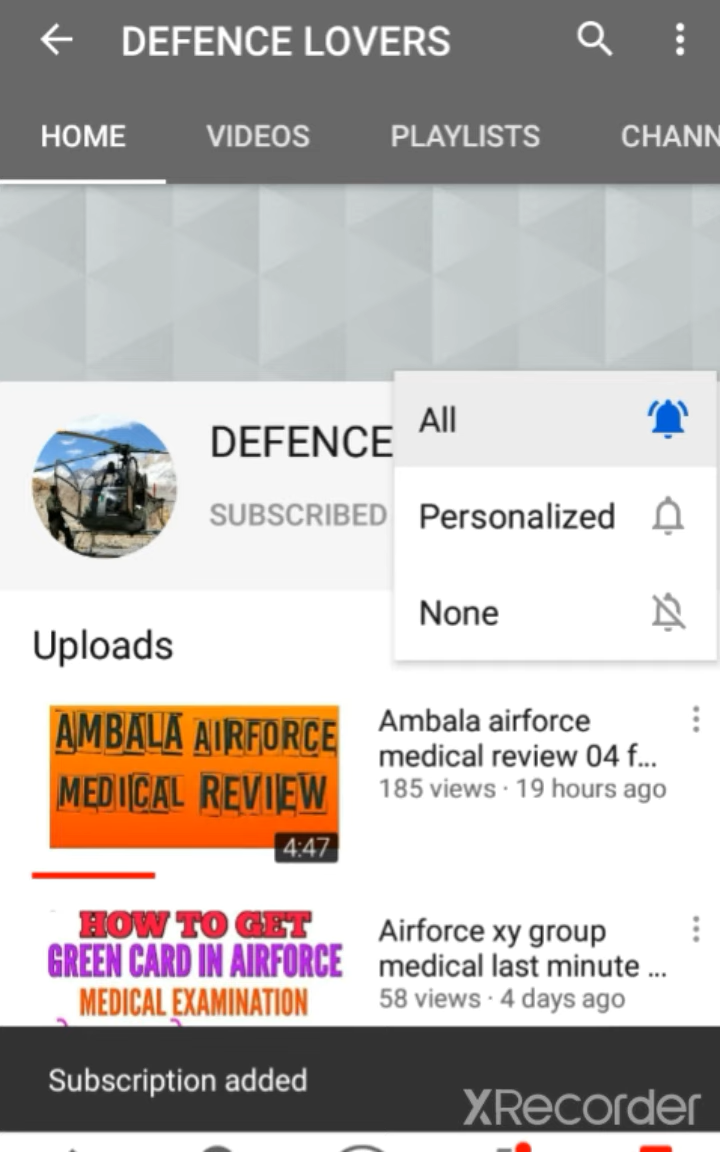 DEFENCE LOVERS
HOME VIDEOS PLAYLISTS CHANN
All
DEFENCE
Personalized
SUBSCRIBED
None
Uploads
AMBALA AIRFORCE
MEDICAL REVIEW
4:47
Ambala airforce
medical review 04 f...
185 views · 19 hours ago
HOW TO GET
GREEN CARD IN AIRFORCE
MEDICAL EXAMINATION
Airforce xy group
medical last minute ...
58 views · 4 days ago
Subscription added
XRecorder